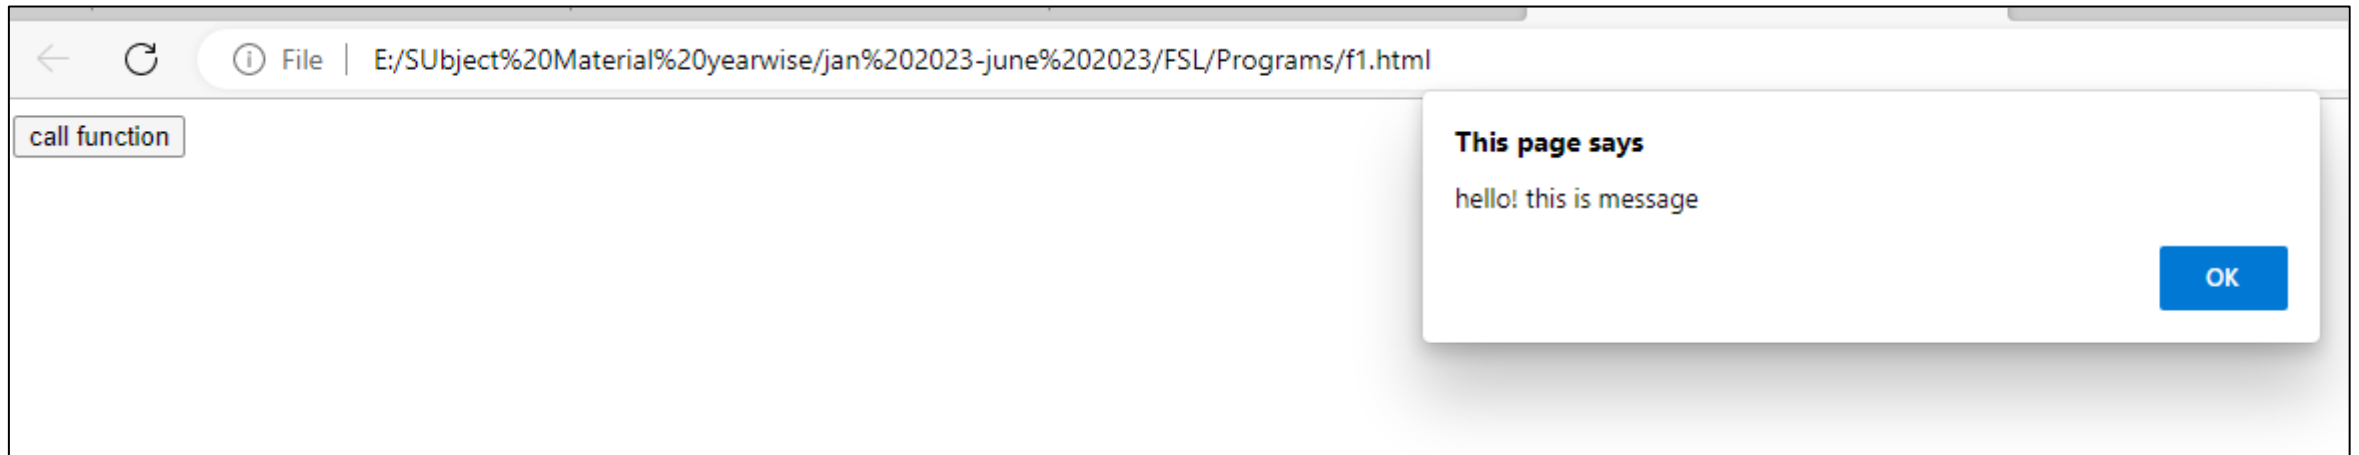 File E:/SUbject%20Material%20yearwise/jan%202023-june%202023/FSL/Programs/f1.html
call function
This page says
hello! this is message
OK